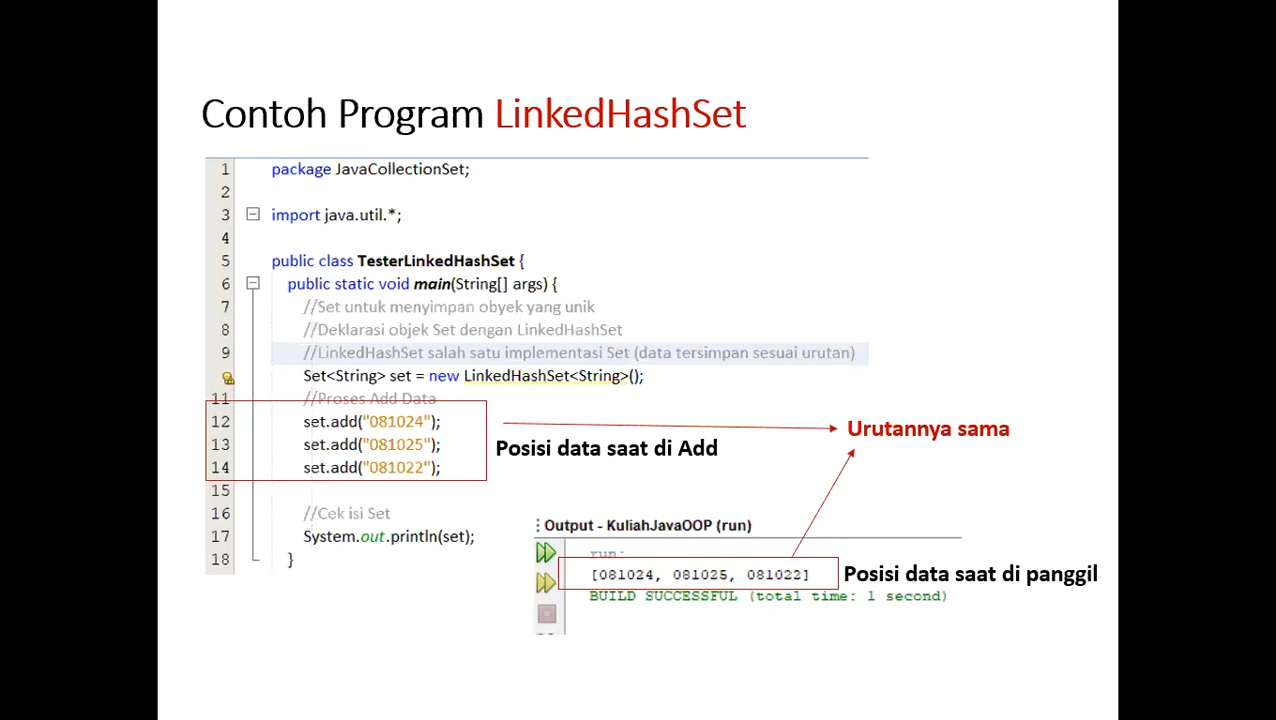 Contoh Program LinkedHashSet
1 package JavaCollectionSet;
2
3 import java.util.*;
4
5 public class TesterLinkedHashSet {
6 public static void main(String[] args) {
7 //Set untuk menyimpan obyek yang unik
8 //Deklarasi objek Set dengan LinkedHashSet
9 //LinkedHashSet salah satu implementasi Set (data tersimpan sesuai urutan)
Set<String> set = new LinkedHashSet<String>();
11 //Proses Add Data
12 set.add("081024");
13 set.add("081025");
14 set.add("081022");
15
16 //Cek isi Set
17 System.out.println(set);
18 }
Posisi data saat di Add
Urutannya sama
Output - KuliahJavaOOP (run)
run:
[081024, 081025, 081022]
BUILD SUCCESSFUL (total time: 1 second)
Posisi data saat di panggil